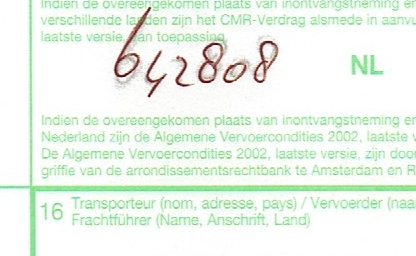 Indien de overeengekomen plaats van inontvangstneming en
verschillende landen zijn het CMR-Verdrag alsmede in aanvu
laatste versie, van toepassing.
642808
NL
Indien de overeengekomen plaats van inontvangstneming er
Nederland zijn de Algemene Vervoercondities 2002, laatste v
De Algemene Vervoercondities 2002, laatste versie, zijn doo
griffie van de arrondissementsrechtbank te Amsterdam en R
16 Transporteur (nom, adresse, pays) / Vervoerder (naa
Frachtführer (Name, Anschrift, Land)